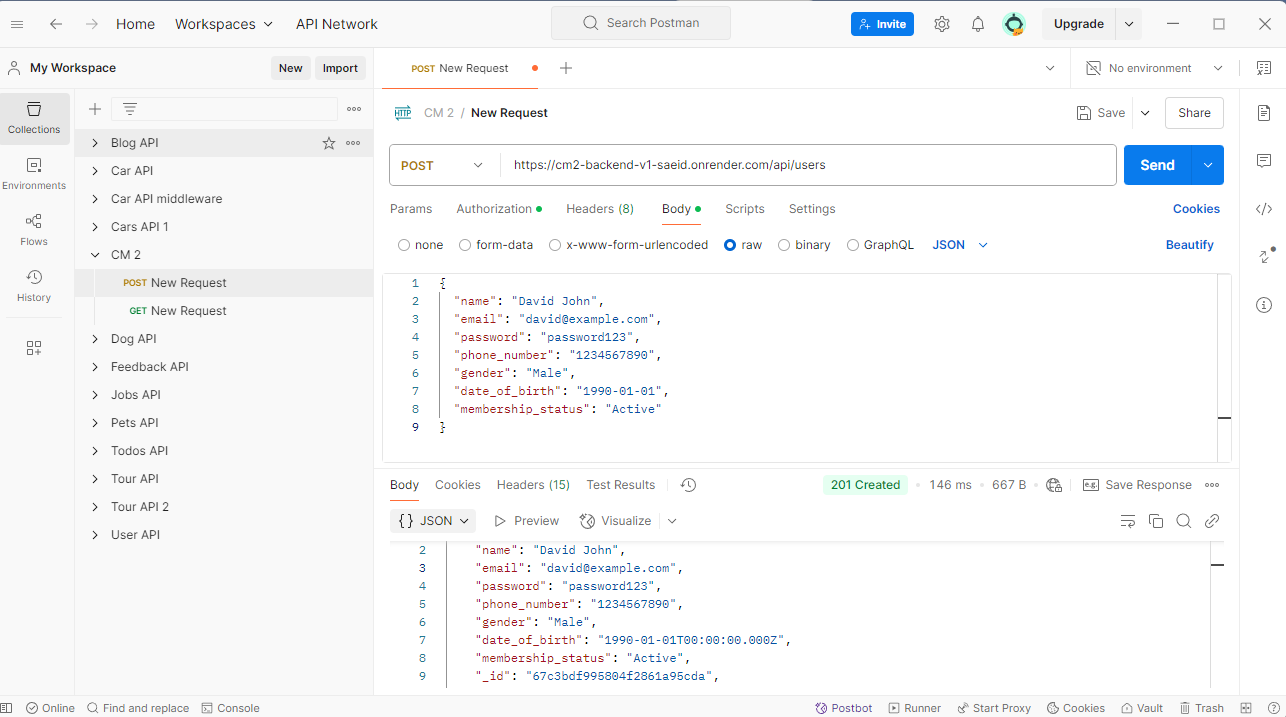 Home Workspaces API Network Search Postman Invite Upgrade
My Workspace New Import POST New Request No environment
Collections
Environments
Flows
History
Blog API
Car API
Car API middleware
Cars API 1
CM 2
POST New Request
GET New Request
Dog API
Feedback API
Jobs API
Pets API
Todos API
Tour API
Tour API 2
User API
HTTP CM 2 / New Request Save Share
POST https://cm2-backend-v1-saeid.onrender.com/api/users Send
Params Authorization Headers (8) Body Scripts Settings Cookies
none form-data x-www-form-urlencoded raw binary GraphQL JSON Beautify
1 {
2 "name": "David John",
3 "email": "david@example.com",
4 "password": "password123",
5 "phone_number": "1234567890",
6 "gender": "Male",
7 "date_of_birth": "1990-01-01",
8 "membership_status": "Active"
9 }
Body Cookies Headers (15) Test Results 201 Created 146 ms 667 B e.g. Save Response
{} JSON Preview Visualize
2 "name": "David John",
3 "email": "david@example.com",
4 "password": "password123",
5 "phone_number": "1234567890",
6 "gender": "Male",
7 "date_of_birth": "1990-01-01T00:00:00.000Z",
8 "membership_status": "Active",
9 "_id": "67c3bdf995804f2861a95cda",
Online Find and replace Console Postbot Runner Start Proxy Cookies Vault Trash